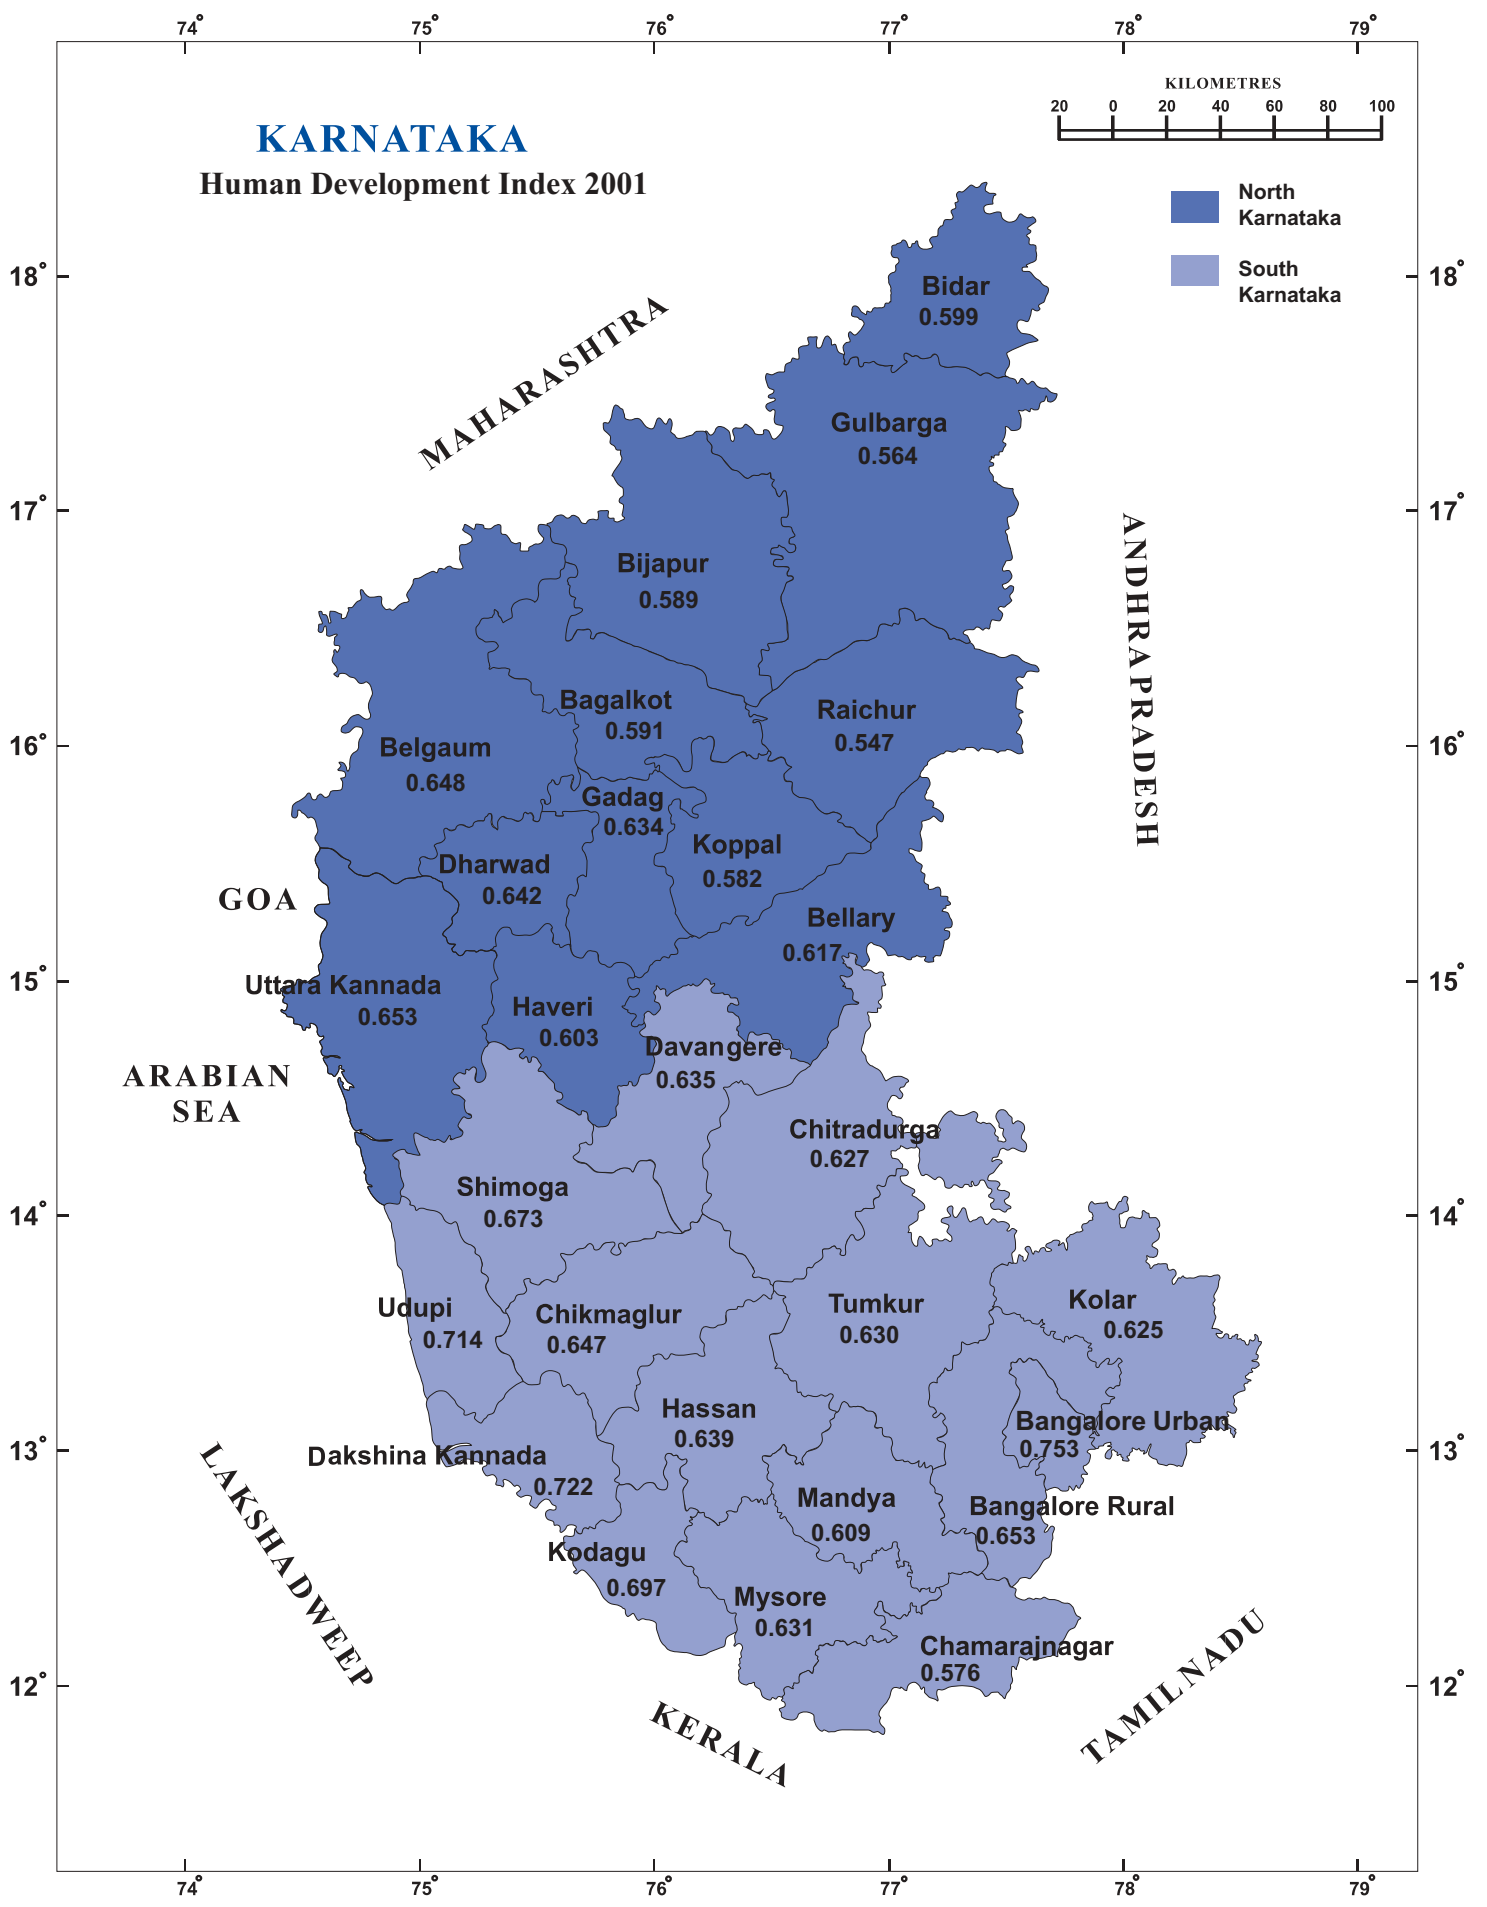 74° 75° 76° 77° 78° 79°
KILOMETRES
20 0 20 40 60 80 100
KARNATAKA
Human Development Index 2001
North
Karnataka
South
Karnataka
18° 18°
Bidar
0.599
MAHARASHTRA
Gulbarga
0.564
17° 17°
ANDHRAPRADESH
Bijapur
0.589
Bagalkot
0.591
Raichur
0.547
16° 16°
Belgaum
0.648
Gadag
0.634
Koppal
0.582
Dharwad
0.642
GOA
Bellary
0.617
15° 15°
Uttara Kannada
0.653
Haveri
0.603
Davangere
0.635
ARABIAN
SEA
Chitradurga
0.627
Shimoga
0.673
14° 14°
Udupi
0.714
Chikmaglur
0.647
Tumkur
0.630
Kolar
0.625
Hassan
0.639
Bangalore Urban
0.753
13° 13°
Dakshina Kannada
0.722
Mandya
0.609
Bangalore Rural
0.653
LAKSHADWEEP
Kodagu
0.697
Mysore
0.631
Chamarajnagar
0.576
12° 12°
KERALA
TAMILNADU
74° 75° 76° 77° 78° 79°